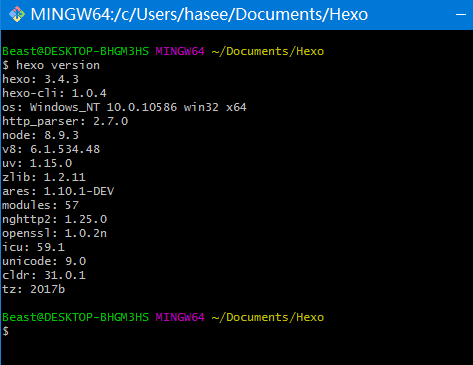 MINGW64:/c/Users/hasee/Documents/Hexo
Beast@DESKTOP-BHGM3HS MINGW64 ~/Documents/Hexo
$ hexo version
hexo: 3.4.3
hexo-cli: 1.0.4
os: Windows_NT 10.0.10586 win32 x64
http_parser: 2.7.0
node: 8.9.3
v8: 6.1.534.48
uv: 1.15.0
zlib: 1.2.11
ares: 1.10.1-DEV
modules: 57
nghttp2: 1.25.0
openssl: 1.0.2n
icu: 59.1
unicode: 9.0
cldr: 31.0.1
tz: 2017b
Beast@DESKTOP-BHGM3HS MINGW64 ~/Documents/Hexo
$